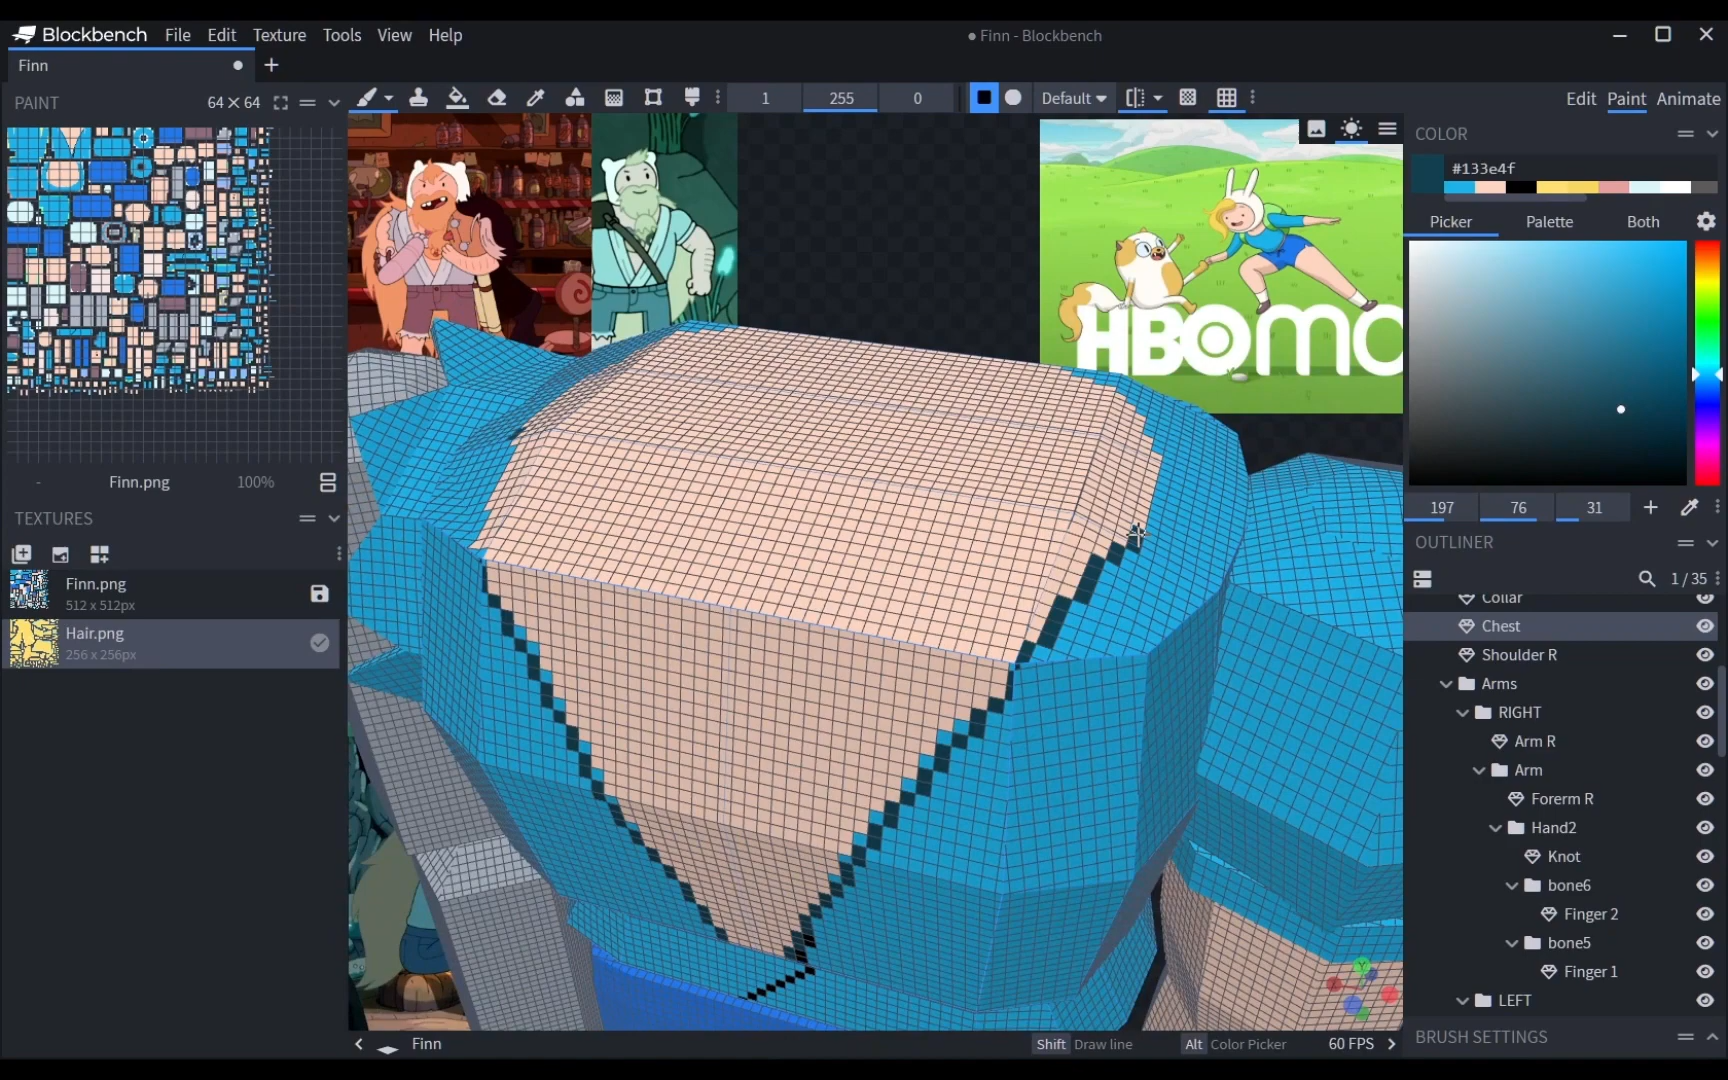 Blockbench File Edit Texture Tools View Help
Finn - Blockbench
Finn
PAINT 64 × 64
1 255 0 Default
Edit Paint Animate
COLOR
#133e4f
Picker Palette Both
HBOMO
Finn.png 100%
197 76 31
TEXTURES
OUTLINER
1 / 35
Finn.png
512 x 512px
Hair.png
256 x 256px
Collar
Chest
Shoulder R
Arms
RIGHT
Arm R
Arm
Forerm R
Hand2
Knot
bone6
Finger 2
bone5
Finger 1
LEFT
Y
BRUSH SETTINGS
Finn
Shift Draw line Alt Color Picker 60 FPS